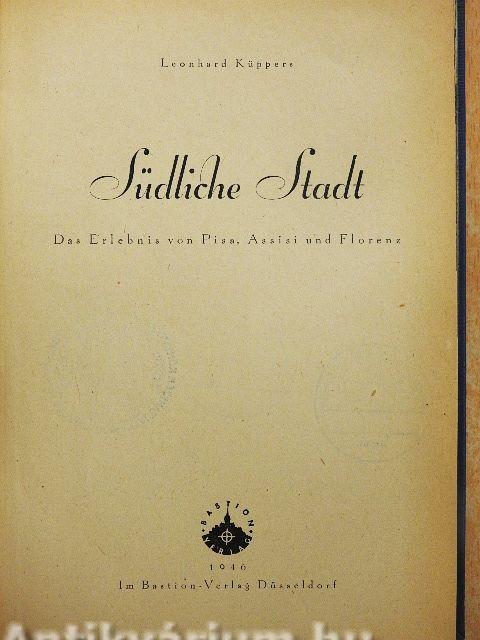 Leonhard Küppers
Südliche Stadt
Das Erlebnis von Pisa, Assisi und Florenz
BASTION
VERLAG
1946
Im Bastion-Verlag Düsseldorf
Antikvárium.hu